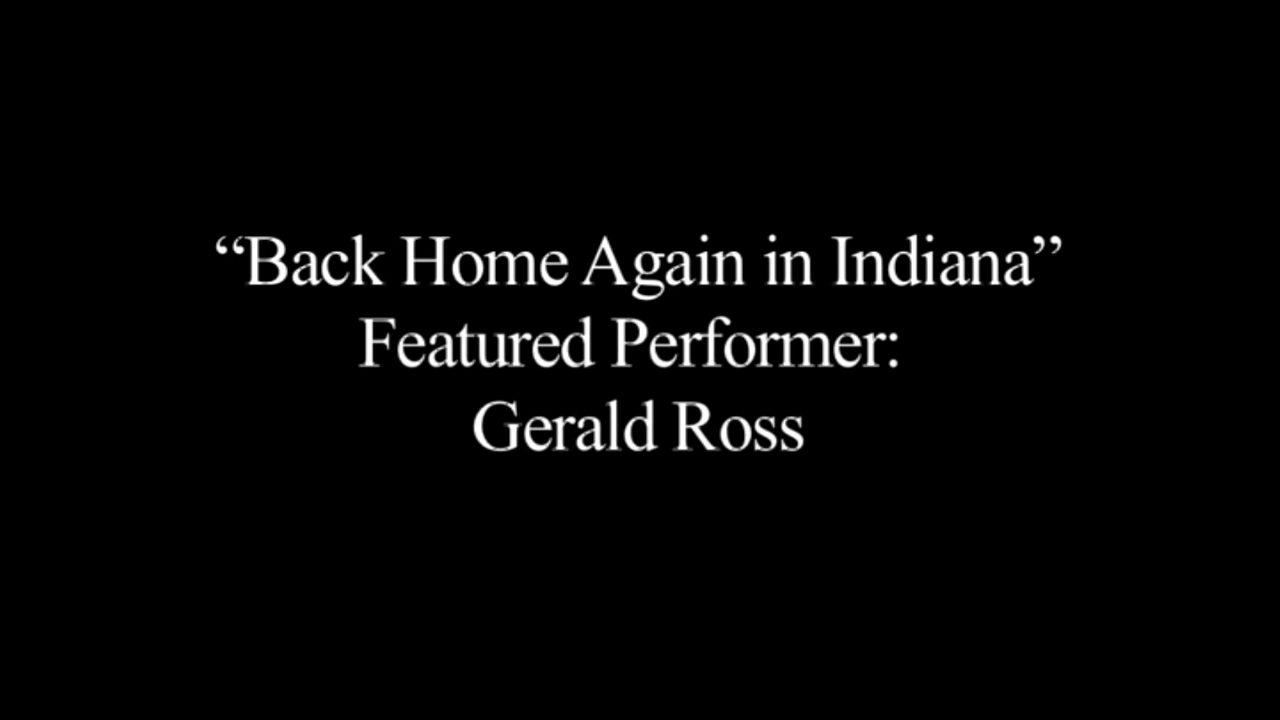 “Back Home Again in Indiana”
Featured Performer:
Gerald Ross